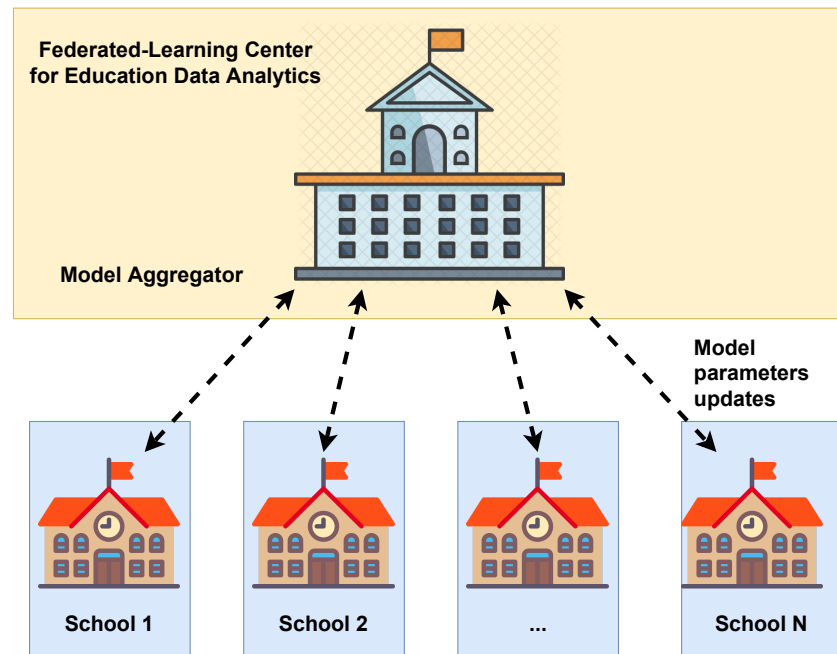 Federated-Learning Center
for Education Data Analytics
Model Aggregator
Model
parameters
updates
School 1
School 2
...
School N